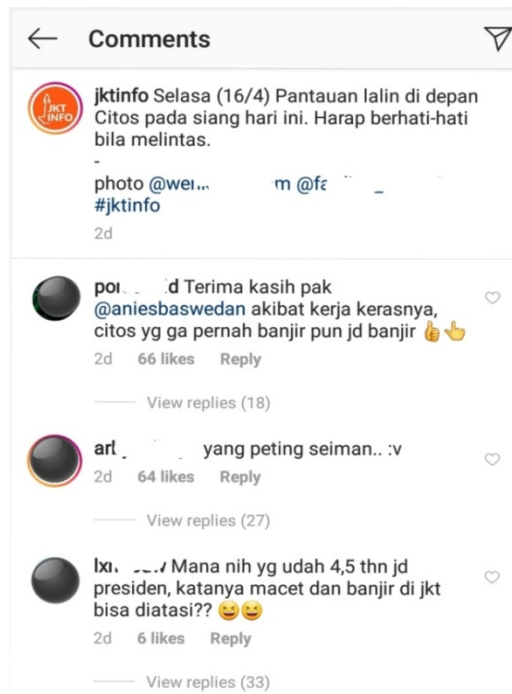 Comments
JKT
INFO
jktinfo Selasa (16/4) Pantauan lalin di depan
Citos pada siang hari ini. Harap berhati-hati
bila melintas.
-
photo
#jktinfo
2d
Terima kasih pak
@aniesbaswedan akibat kerja kerasnya,
citos yg ga pernah banjir pun jd banjir 👍👆
2d 66 likes Reply
View replies (18)
yang peting seiman.. :v
2d 64 likes Reply
View replies (27)
Mana nih yg udah 4,5 thn jd
presiden, katanya macet dan banjir di jkt
bisa diatasi?? 😆😆
2d 6 likes Reply
View replies (33)